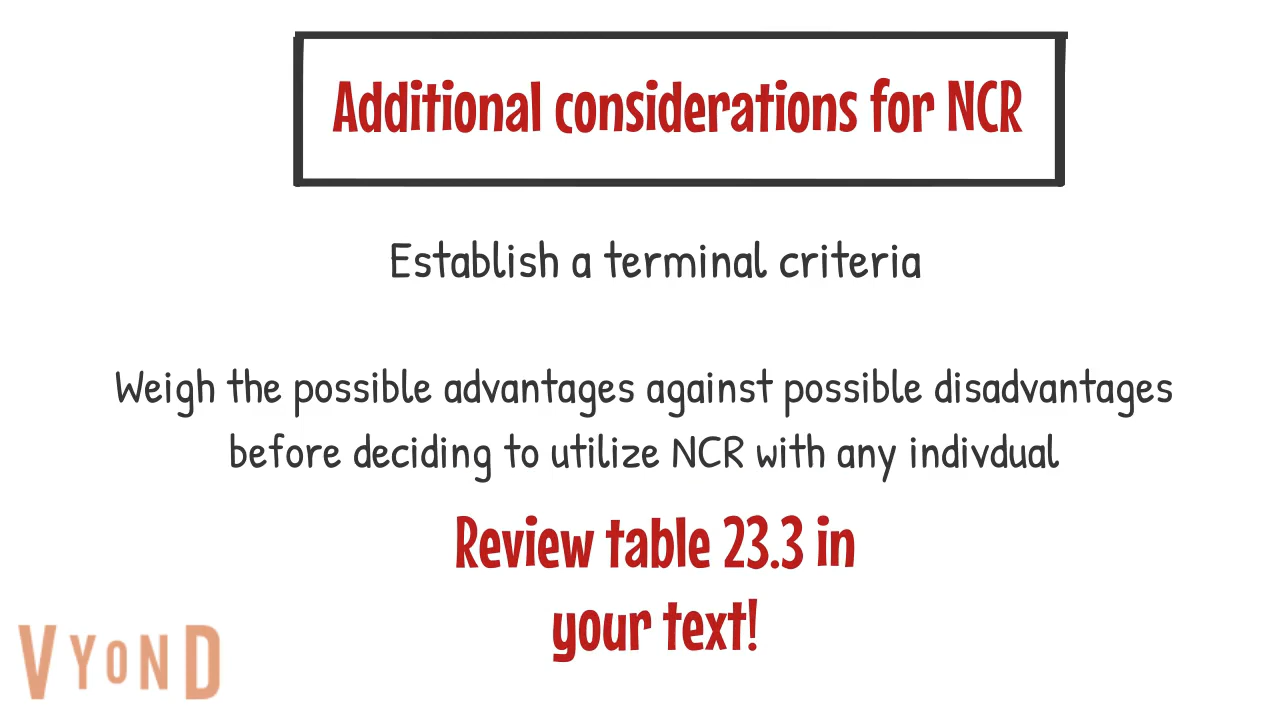 Additional considerations for NCR
Establish a terminal criteria
Weigh the possible advantages against possible disadvantages
before deciding to utilize NCR with any indivdual
Review table 23.3 in
your text!
VYOND